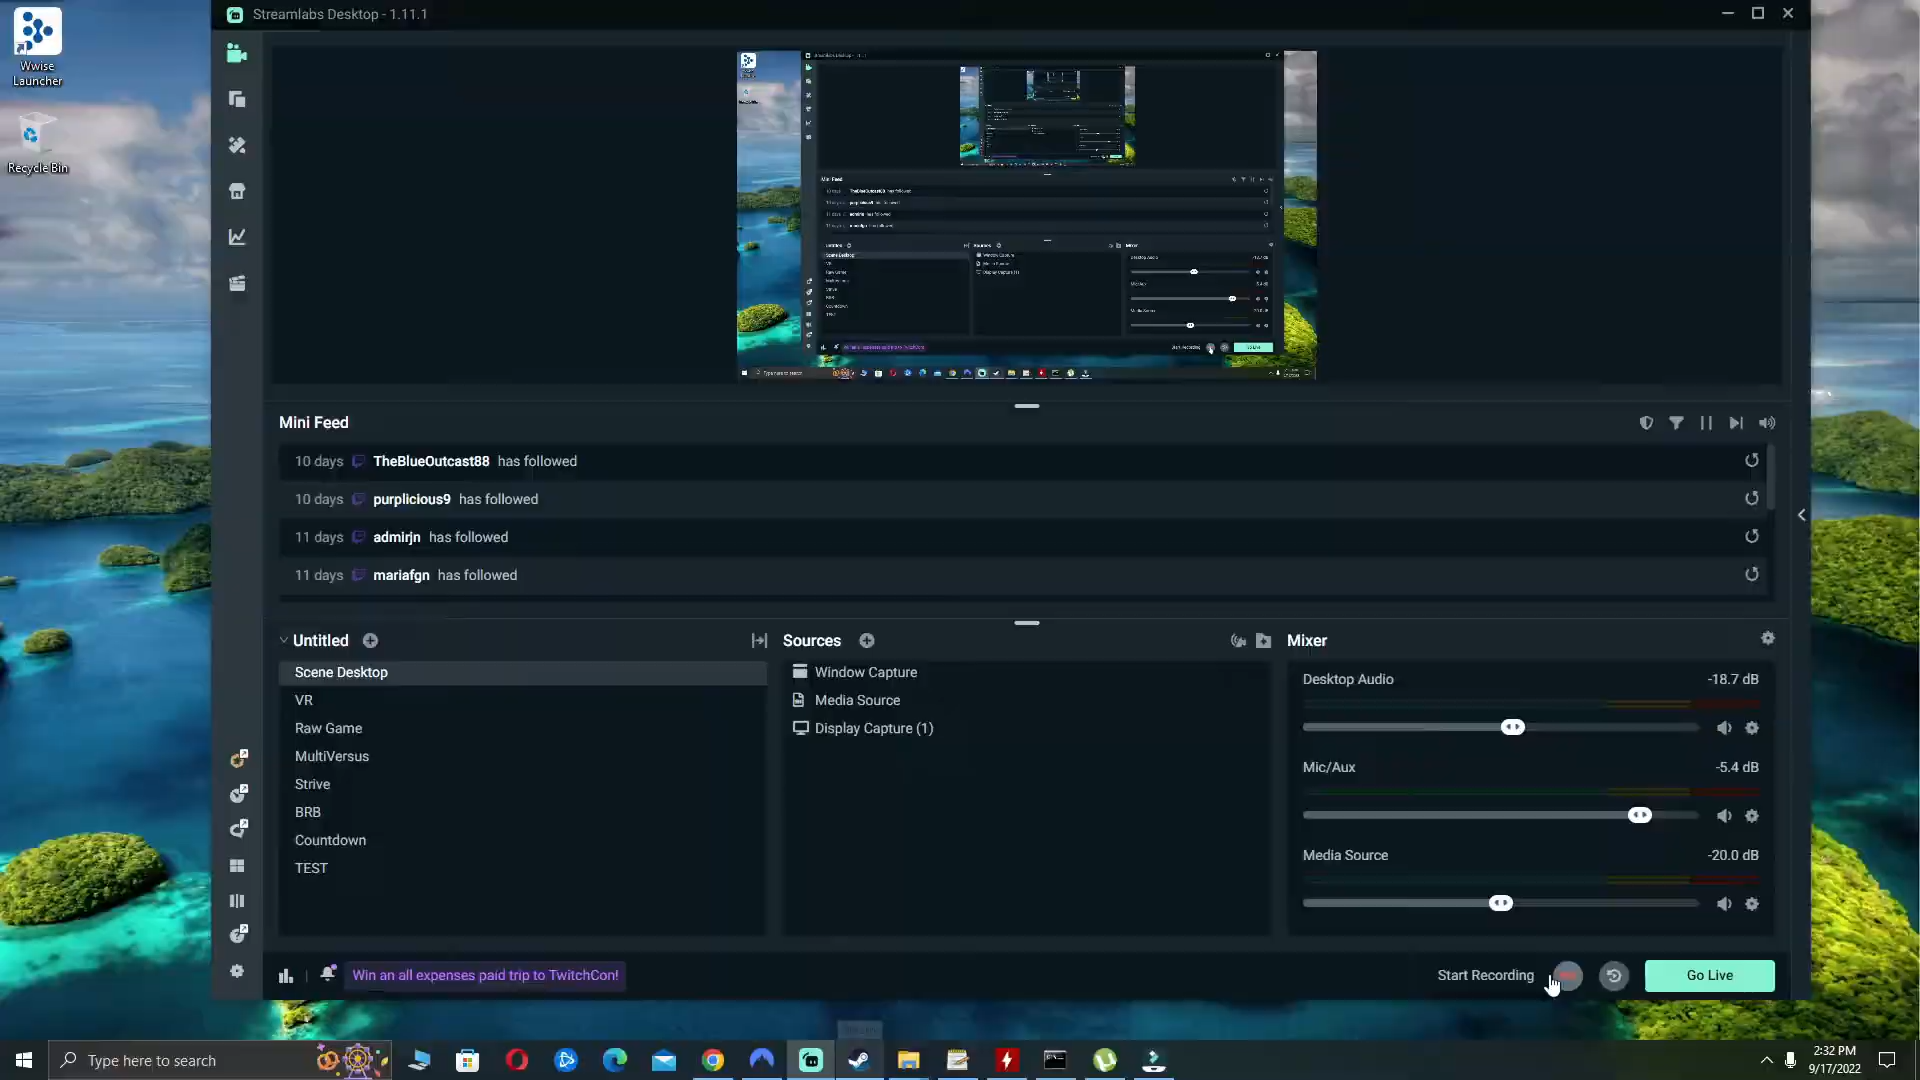 Streamlabs Desktop - 1.11.1
Wwise
Launcher
Recycle Bin
Mini Feed
10 days TheBlueOutcast88 has followed
10 days purplicious9 has followed
11 days admirjn has followed
11 days mariafgn has followed
Untitled
Scene Desktop
VR
Raw Game
MultiVersus
Strive
BRB
Countdown
TEST
Sources
Window Capture
Media Source
Display Capture (1)
Mixer
Desktop Audio -18.7 dB
Mic/Aux -5.4 dB
Media Source -20.0 dB
Win an all expenses paid trip to TwitchCon!
Start Recording
Go Live
Type here to search
2:32 PM
9/17/2022